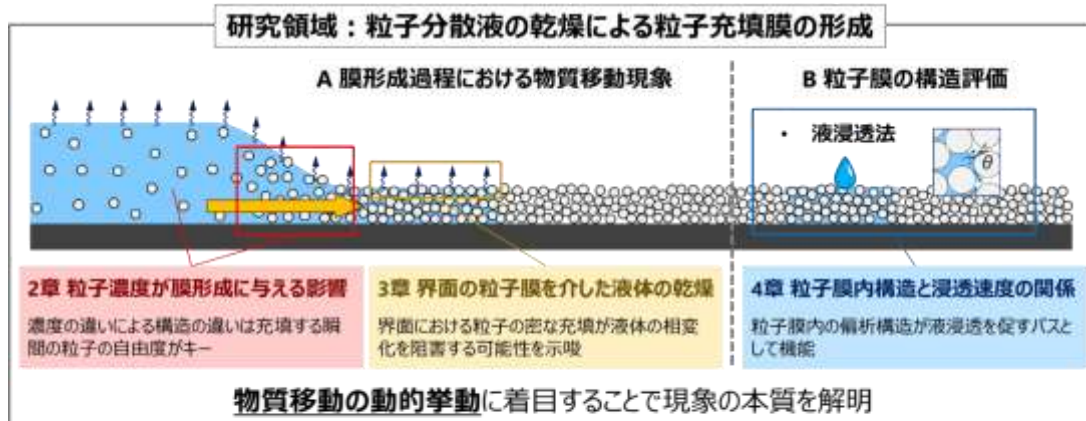 研究領域：粒子分散液の乾燥による粒子充填膜の形成
A 膜形成過程における物質移動現象
B 粒子膜の構造評価
• 液浸透法
θ
2章 粒子濃度が膜形成に与える影響
濃度の違いによる構造の違いは充填する瞬
間の粒子の自由度がキー
3章 界面の粒子膜を介した液体の乾燥
界面における粒子の密な充填が液体の相変
化を阻害する可能性を示唆
4章 粒子膜内構造と浸透速度の関係
粒子膜内の偏析構造が液浸透を促すパスと
して機能
物質移動の動的挙動に着目することで現象の本質を解明